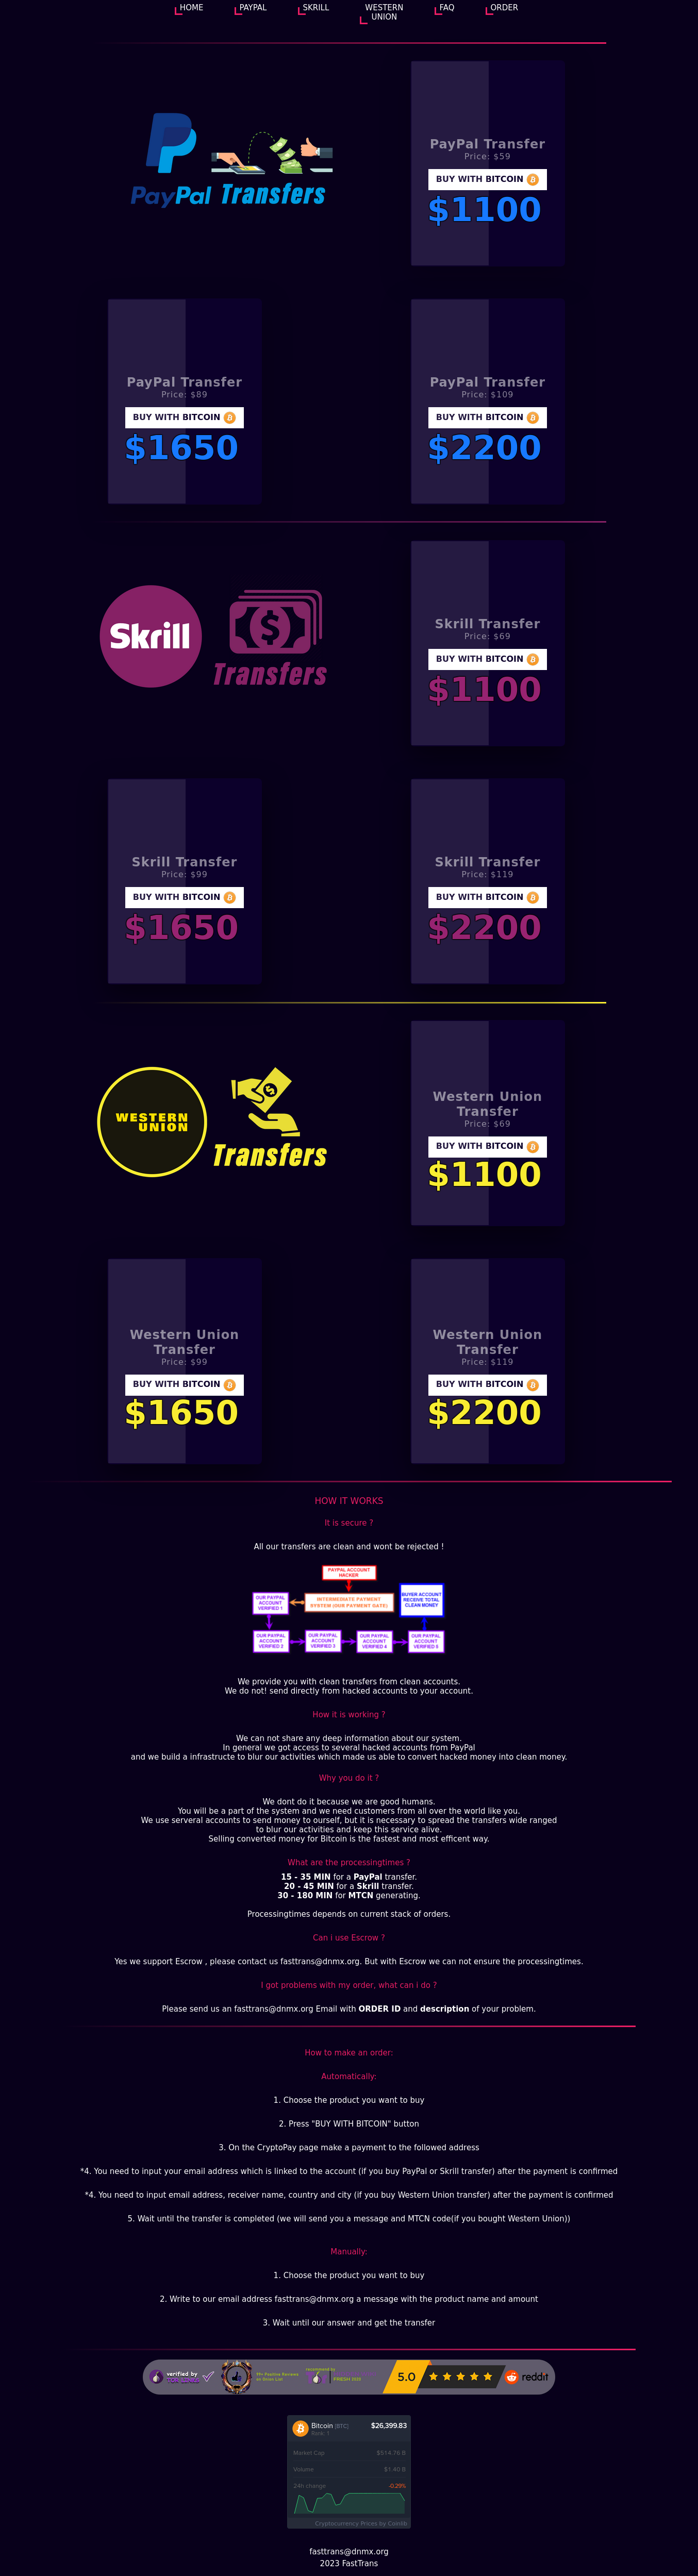 HOME PAYPAL SKRILL WESTERN UNION FAQ ORDER
PayPal Transfers
PayPal Transfer
Price: $59
BUY WITH BITCOIN
$1100
PayPal Transfer
Price: $89
BUY WITH BITCOIN
$1650
PayPal Transfer
Price: $109
BUY WITH BITCOIN
$2200
Skrill Transfers
Skrill Transfer
Price: $69
BUY WITH BITCOIN
$1100
Skrill Transfer
Price: $99
BUY WITH BITCOIN
$1650
Skrill Transfer
Price: $119
BUY WITH BITCOIN
$2200
WESTERN
UNION
Transfers
Western Union
Transfer
Price: $69
BUY WITH BITCOIN
$1100
Western Union
Transfer
Price: $99
BUY WITH BITCOIN
$1650
Western Union
Transfer
Price: $119
BUY WITH BITCOIN
$2200
HOW IT WORKS
It is secure ?
All our transfers are clean and wont be rejected !
PAYPAL ACCOUNT
HACKER
OUR PAYPAL
ACCOUNT
VERIFIED 1
INTERMEDIATE PAYMENT
SYSTEM (OUR PAYMENT GATE)
BUYER ACCOUNT
RECEIVE TOTAL
CLEAN MONEY
OUR PAYPAL
ACCOUNT
VERIFIED 2
OUR PAYPAL
ACCOUNT
VERIFIED 3
OUR PAYPAL
ACCOUNT
VERIFIED 4
OUR PAYPAL
ACCOUNT
VERIFIED 5
We provide you with clean transfers from clean accounts.
We do not! send directly from hacked accounts to your account.
How it is working ?
We can not share any deep information about our system.
In general we got access to several hacked accounts from PayPal
and we build a infrastructe to blur our activities which made us able to convert hacked money into clean money.
Why you do it ?
We dont do it because we are good humans.
You will be a part of the system and we need customers from all over the world like you.
We use serveral accounts to send money to ourself, but it is necessary to spread the transfers wide ranged
to blur our activities and keep this service alive.
Selling converted money for Bitcoin is the fastest and most efficent way.
What are the processingtimes ?
15 - 35 MIN for a PayPal transfer.
20 - 45 MIN for a Skrill transfer.
30 - 180 MIN for MTCN generating.
Processingtimes depends on current stack of orders.
Can i use Escrow ?
Yes we support Escrow , please contact us fasttrans@dnmx.org. But with Escrow we can not ensure the processingtimes.
I got problems with my order, what can i do ?
Please send us an fasttrans@dnmx.org Email with ORDER ID and description of your problem.
How to make an order:
Automatically:
1. Choose the product you want to buy
2. Press "BUY WITH BITCOIN" button
3. On the CryptoPay page make a payment to the followed address
*4. You need to input your email address which is linked to the account (if you buy PayPal or Skrill transfer) after the payment is confirmed
*4. You need to input email address, receiver name, country and city (if you buy Western Union transfer) after the payment is confirmed
5. Wait until the transfer is completed (we will send you a message and MTCN code(if you bought Western Union))
Manually:
1. Choose the product you want to buy
2. Write to our email address fasttrans@dnmx.org a message with the product name and amount
3. Wait until our answer and get the transfer
verified by
5.0
reddit
Bitcoin [BTC] $26,399.83
Rank: 1
Market Cap $514.76 B
Volume $1.40 B
24h change -0.29%
Cryptocurrency Prices by Coinlib
fasttrans@dnmx.org
2023 FastTrans